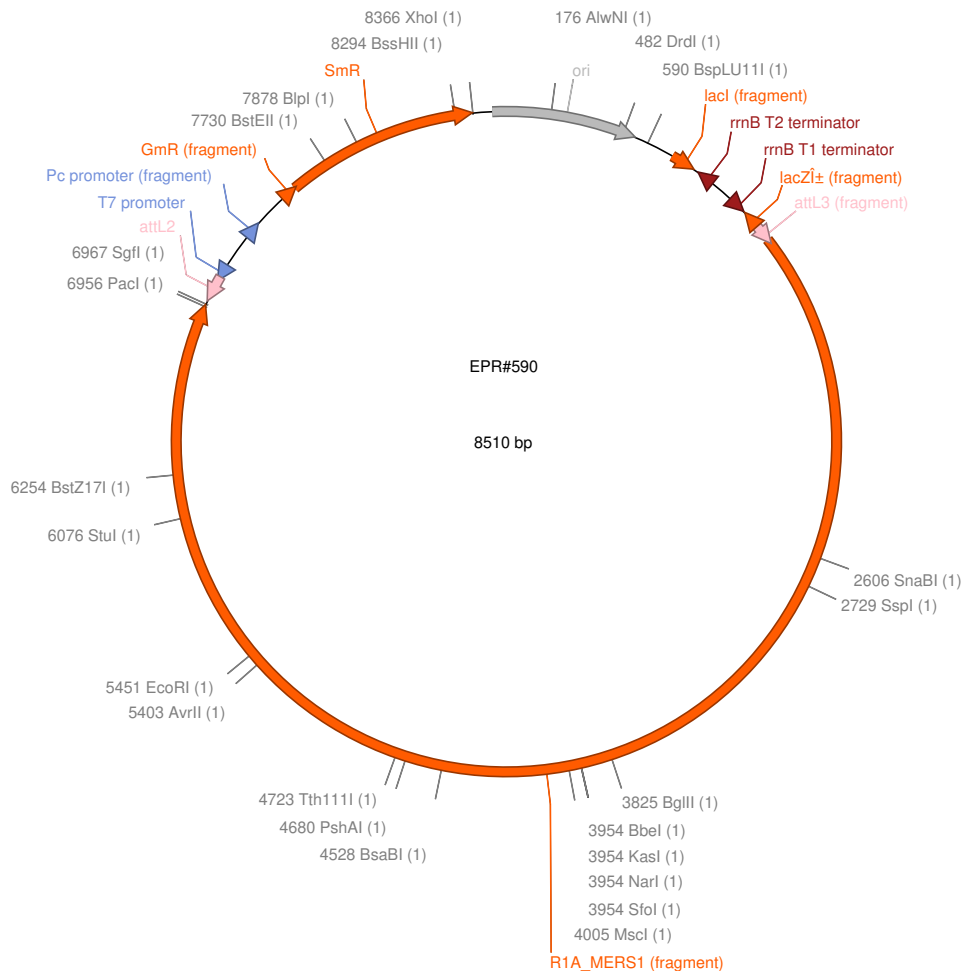 8366 XhoI (1)
8294 BssHII (1)
SmR
7878 BlpI (1)
7730 BstEII (1)
GmR (fragment)
Pc promoter (fragment)
T7 promoter
attL2
6967 SgfI (1)
6956 PacI (1)
176 AlwNI (1)
482 DrdI (1)
ori
590 BspLU11I (1)
lacI (fragment)
rrnB T2 terminator
rrnB T1 terminator
lacZÎ± (fragment)
attL3 (fragment)
EPR#590
8510 bp
6254 BstZ17I (1)
6076 StuI (1)
2606 SnaBI (1)
2729 SspI (1)
5451 EcoRI (1)
5403 AvrII (1)
4723 Tth111I (1)
4680 PshAI (1)
4528 BsaBI (1)
3825 BglII (1)
3954 BbeI (1)
3954 KasI (1)
3954 NarI (1)
3954 SfoI (1)
4005 MscI (1)
R1A_MERS1 (fragment)